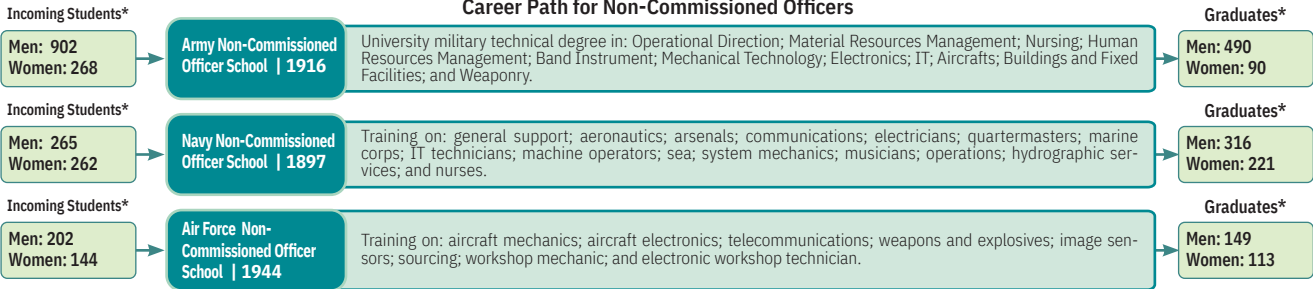 Career Path for Non-Commissioned Officers
Incoming Students*
Men: 902
Women: 268
Army Non-Commissioned
Officer School | 1916
University military technical degree in: Operational Direction; Material Resources Management; Nursing; Human
Resources Management; Band Instrument; Mechanical Technology; Electronics; IT; Aircrafts; Buildings and Fixed
Facilities; and Weaponry.
Graduates*
Men: 490
Women: 90
Incoming Students*
Men: 265
Women: 262
Navy Non-Commissioned
Officer School | 1897
Training on: general support; aeronautics; arsenals; communications; electricians; quartermasters; marine
corps; IT technicians; machine operators; sea; system mechanics; musicians; operations; hydrographic ser-
vices; and nurses.
Graduates*
Men: 316
Women: 221
Incoming Students*
Men: 202
Women: 144
Air Force Non-
Commissioned Officer
School | 1944
Training on: aircraft mechanics; aircraft electronics; telecommunications; weapons and explosives; image sen-
sors; sourcing; workshop mechanic; and electronic workshop technician.
Graduates*
Men: 149
Women: 113